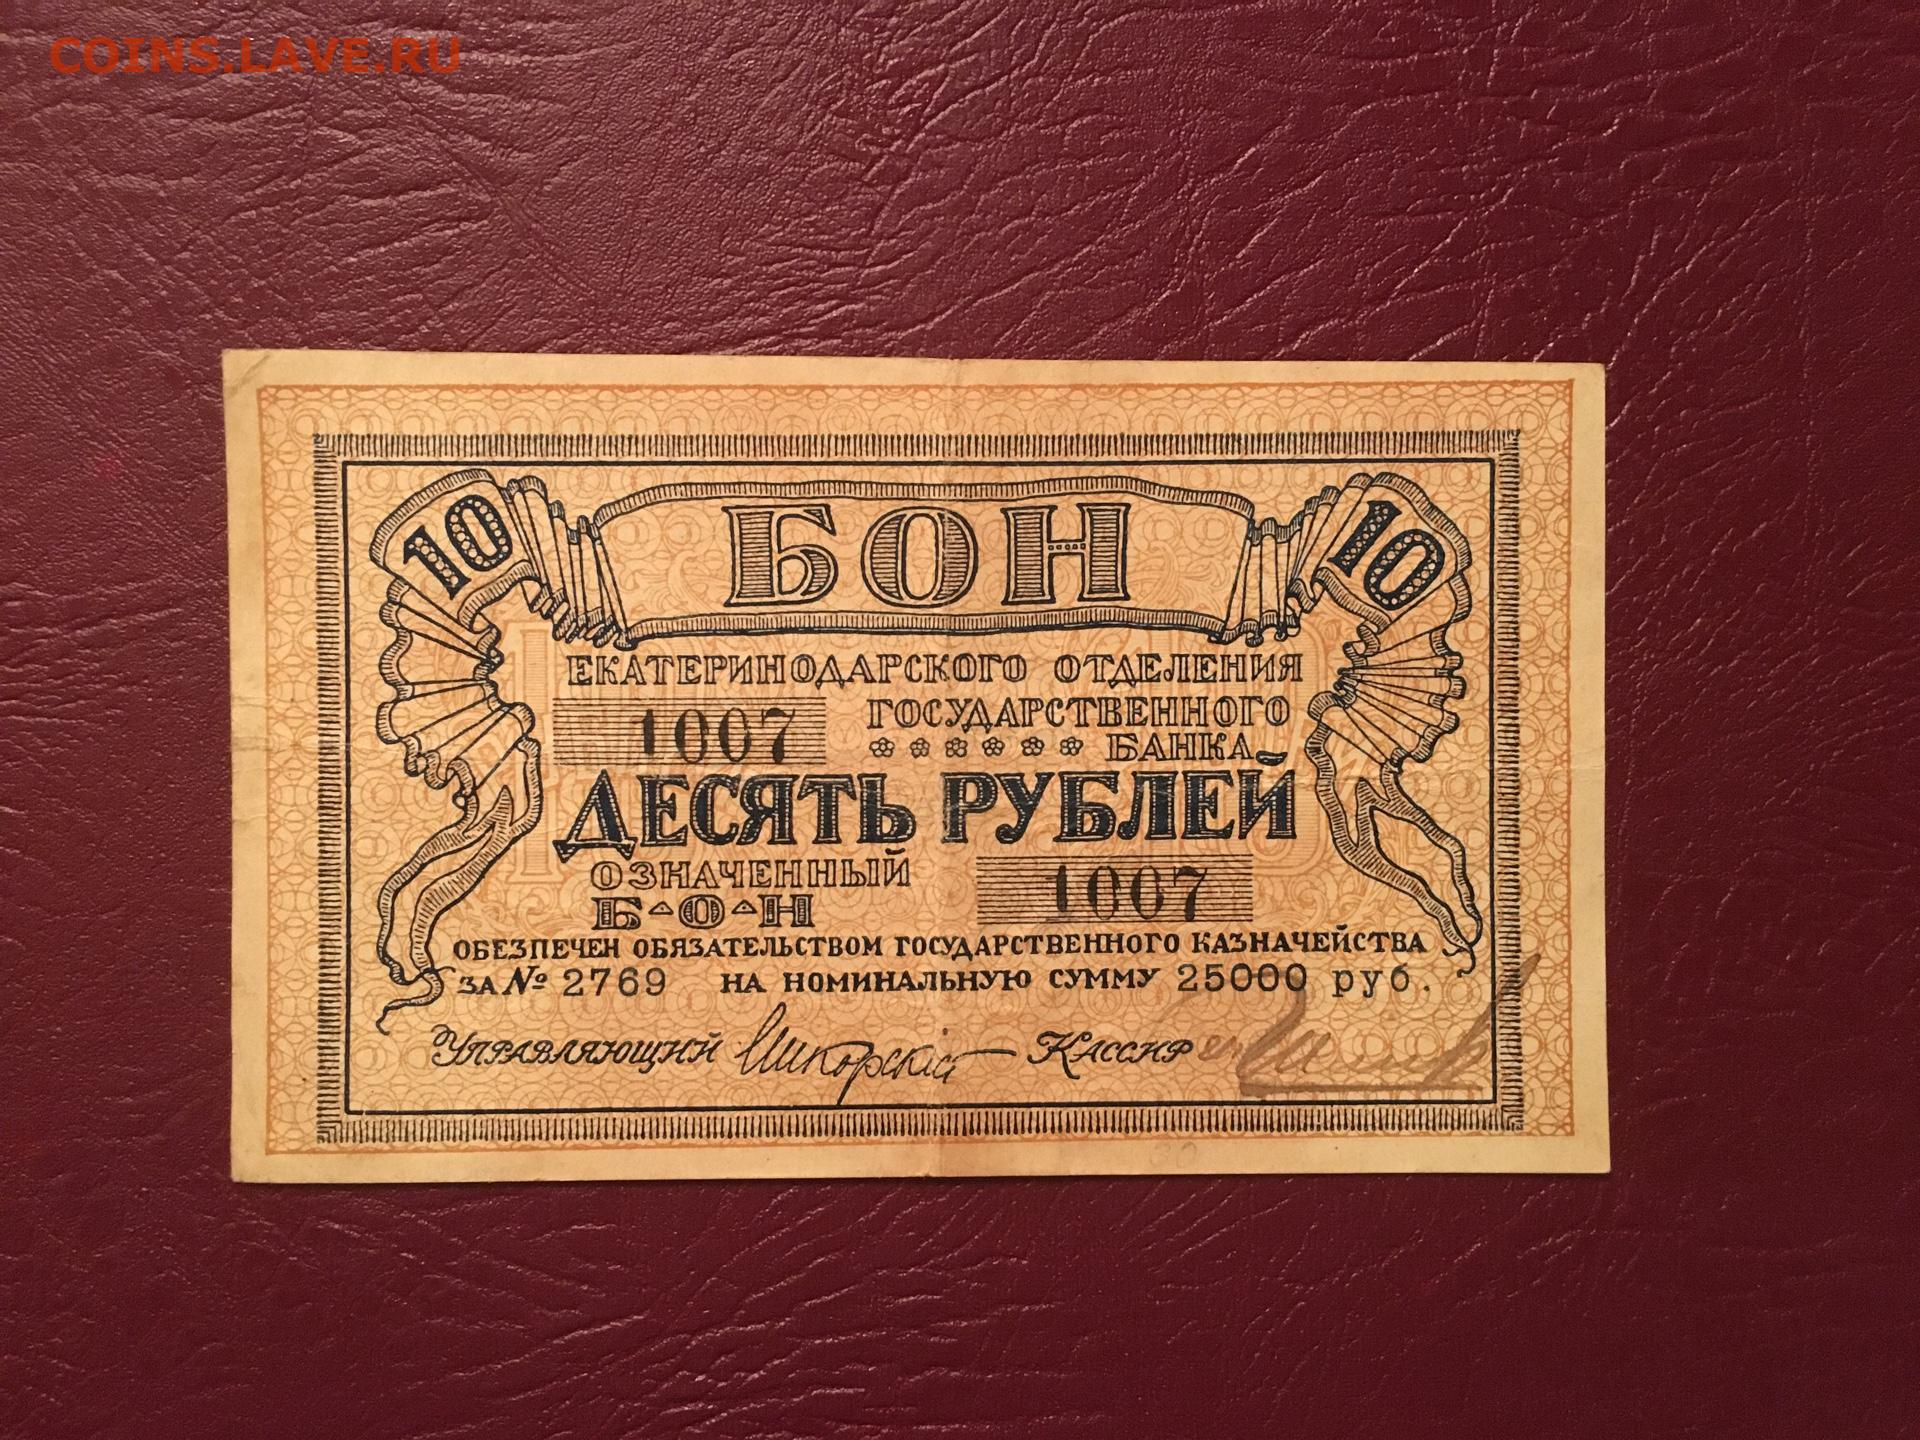 COINS.LAVE.RU
10 БОН 10
ЕКАТЕРИНОДАРСКОГО ОТДЕЛЕНИЯ
1007 ГОСУДАРСТВЕННОГО
БАНКА
ДЕСЯТЬ РУБЛЕЙ
ОЗНАЧЕННЫЙ
Б-О-Н
1007
ОБЕЗПЕЧЕН ОБЯЗАТЕЛЬСТВОМ ГОСУДАРСТВЕННОГО КАЗНАЧЕЙСТВА
ЗА № 2769 НА НОМИНАЛЬНУЮ СУММУ 25000 руб.
УПРАВЛЯЮЩИЙ КАССИР